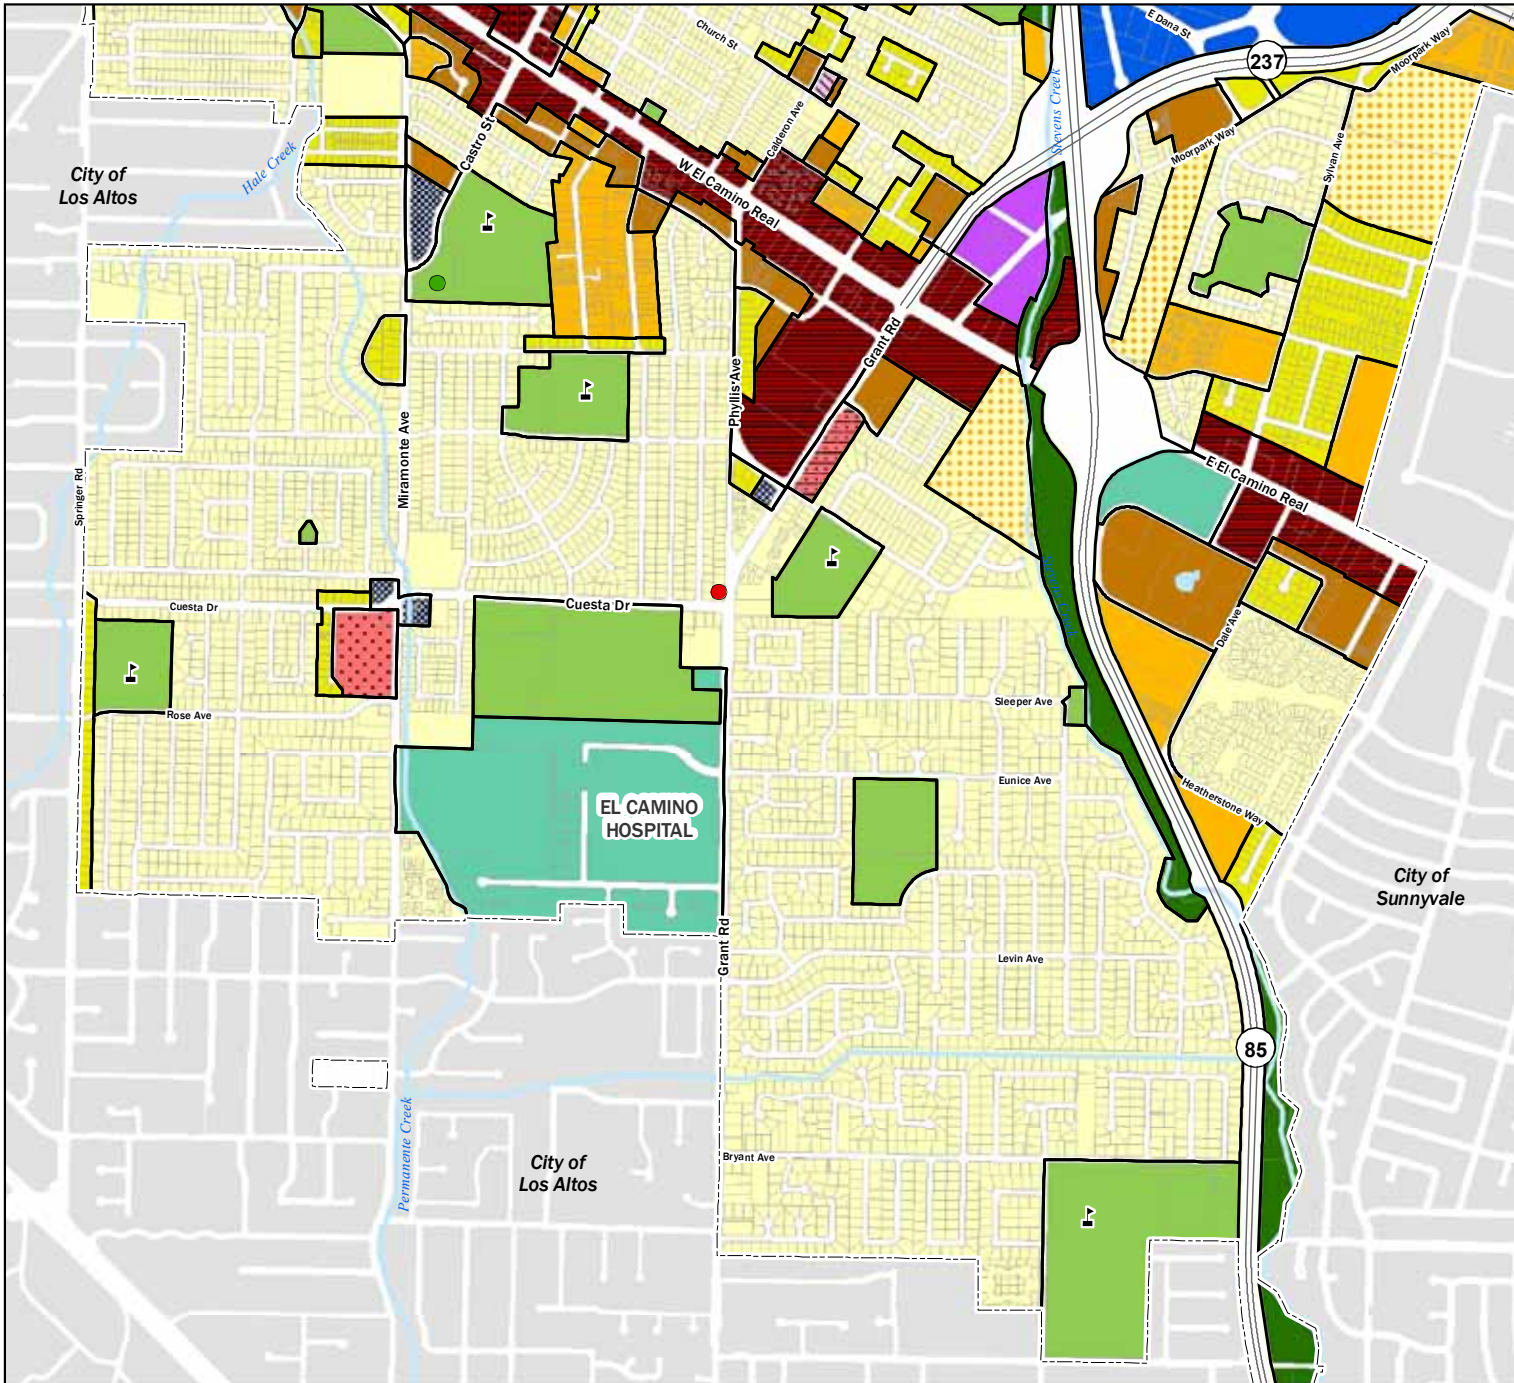 E Dana St
Church St
237
Moorpark Way
Stevens Creek
Calderon Ave
Castro St
Moorpark Way
Sylvan Ave
Hale Creek
City of
Los Altos
W El Camino Real
Grant Rd
Phyllis Ave
Miramonte Ave
Springer Rd
E El Camino Real
Stevens Creek
Cuesta Dr
Cuesta Dr
Dale Ave
Rose Ave
Sleeper Ave
Eunice Ave
Heatherstone Way
EL CAMINO
HOSPITAL
City of
Sunnyvale
Grant Rd
Levin Ave
85
Permanente Creek
Bryant Ave
City of
Los Altos